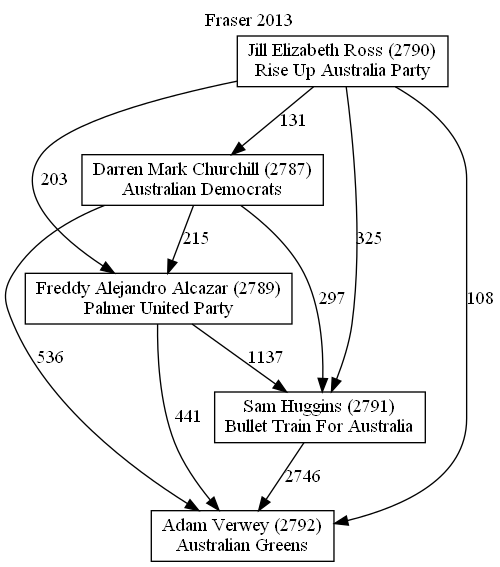 Fraser 2013
Jill Elizabeth Ross (2790)
Rise Up Australia Party
131
Darren Mark Churchill (2787)
Australian Democrats
203
215
325
Freddy Alejandro Alcazar (2789)
Palmer United Party
297
108
536
1137
441
Sam Huggins (2791)
Bullet Train For Australia
2746
Adam Verwey (2792)
Australian Greens